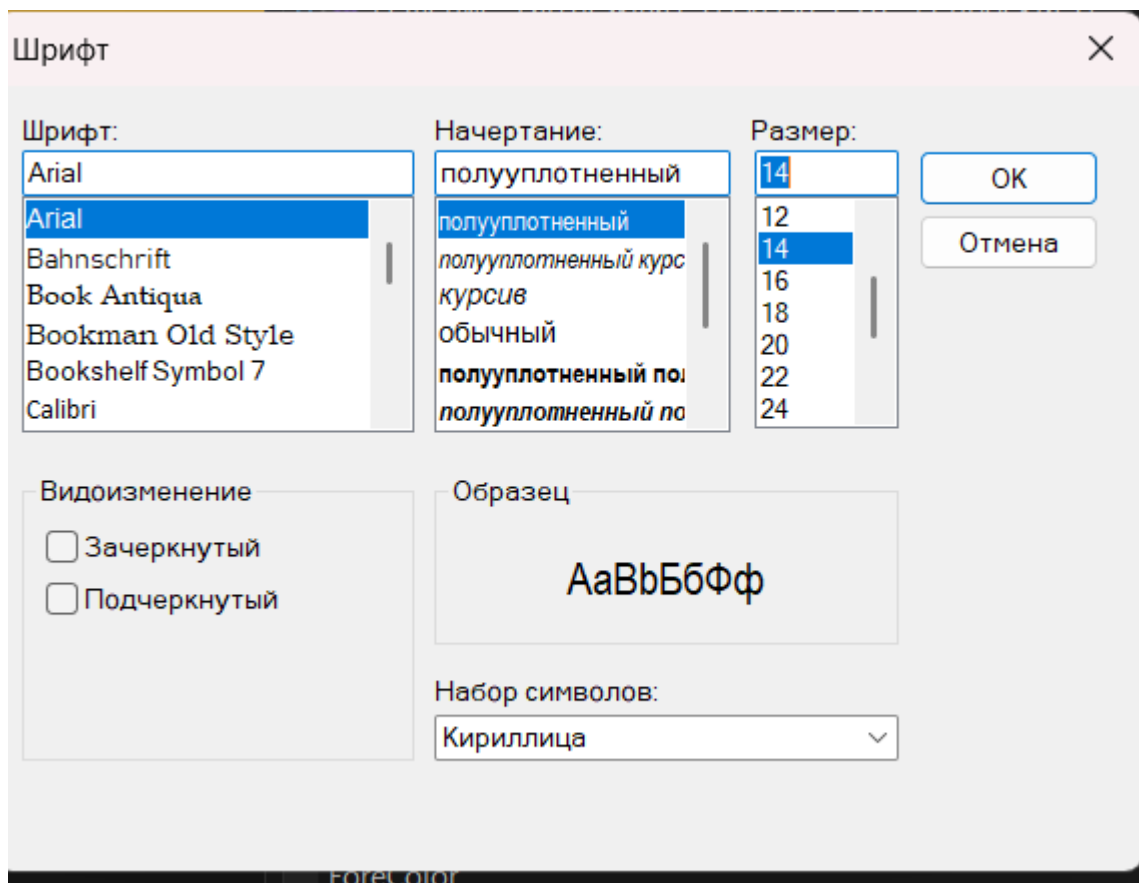 Шрифт
Шрифт:
Arial
Arial
Bahnschrift
Book Antiqua
Bookman Old Style
Bookshelf Symbol 7
Calibri
Начертание:
полууплотненный
полууплотненный
полууплотненный курс
курсив
обычный
полууплотненный пол
полууплотненный по
Размер:
14
12
14
16
18
20
22
24
OK
Отмена
Видоизменение
Зачеркнутый
Подчеркнутый
Образец
АаBbБбФф
Набор символов:
Кириллица
ForeColor